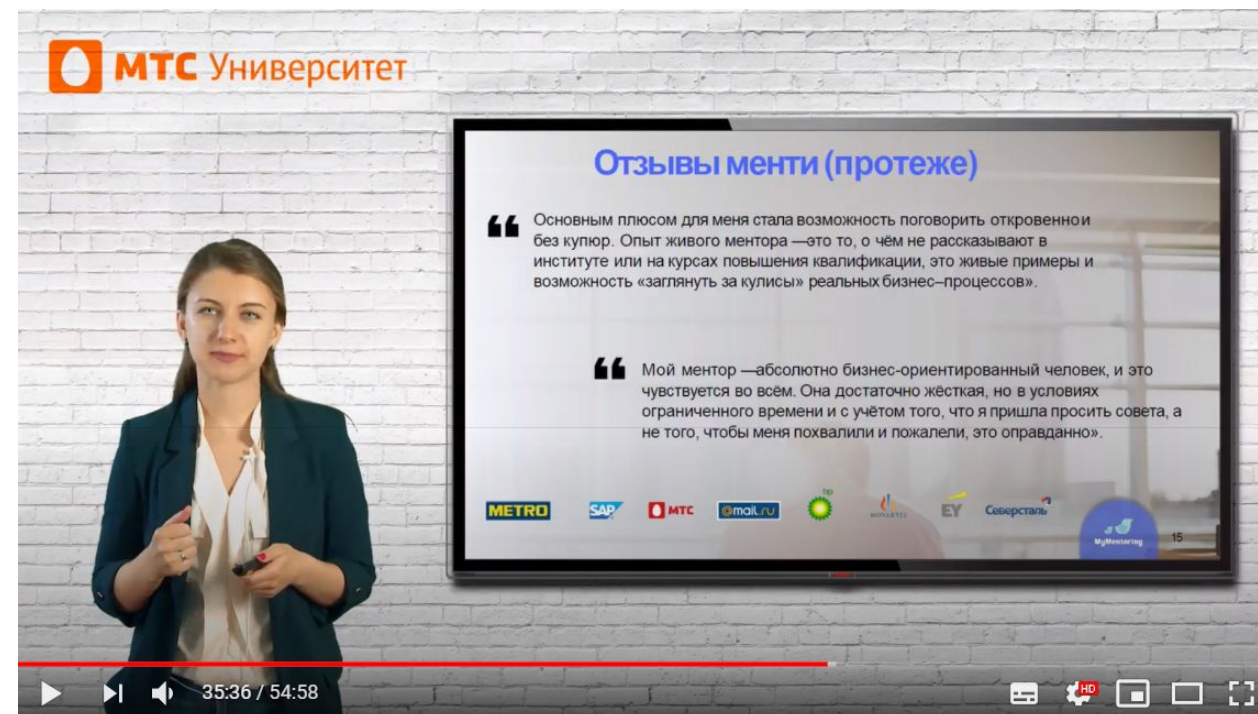 МТС Университет
Отзывы менти (протеже)
Основным плюсом для меня стала возможность поговорить откровенно и
без купюр. Опыт живого ментора —это то, о чём не рассказывают в
институте или на курсах повышения квалификации, это живые примеры и
возможность «заглянуть за кулисы» реальных бизнес–процессов».
Мой ментор —абсолютно бизнес-ориентированный человек, и это
чувствуется во всём. Она достаточно жёсткая, но в условиях
ограниченного времени и с учётом того, что я пришла просить совета, а
не того, чтобы меня похвалили и пожалели, это оправданно».
METRO SAP МТС @mail.ru bp NOVARTIS EY Северсталь
MyMentoring 15
35:36 / 54:58 HD